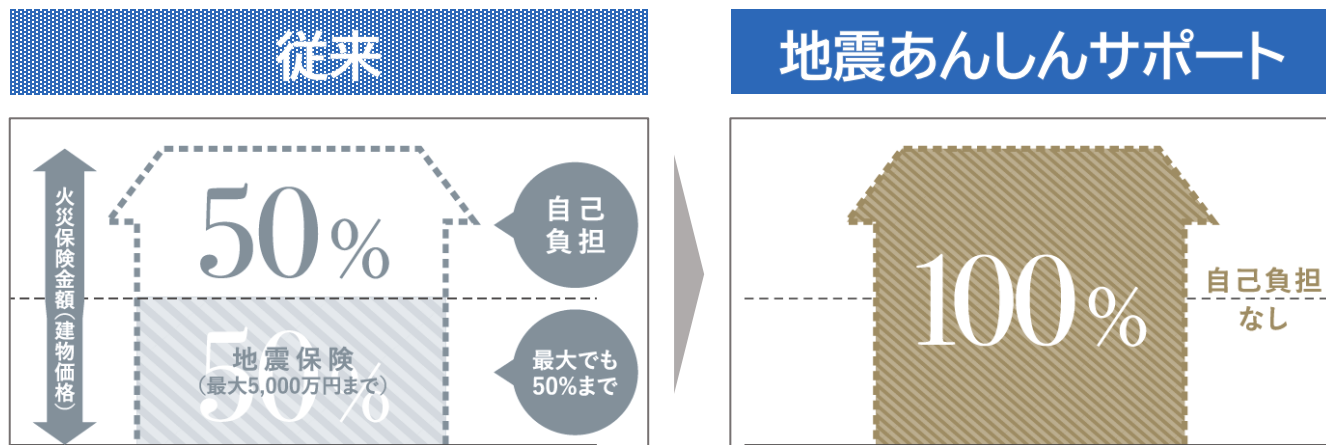 従来
地震あんしんサポート
火災保険金額(建物価格)
50%
自己
負担
50%
地震保険
(最大5,000万円まで)
最大でも
50%まで
100%
自己負担
なし